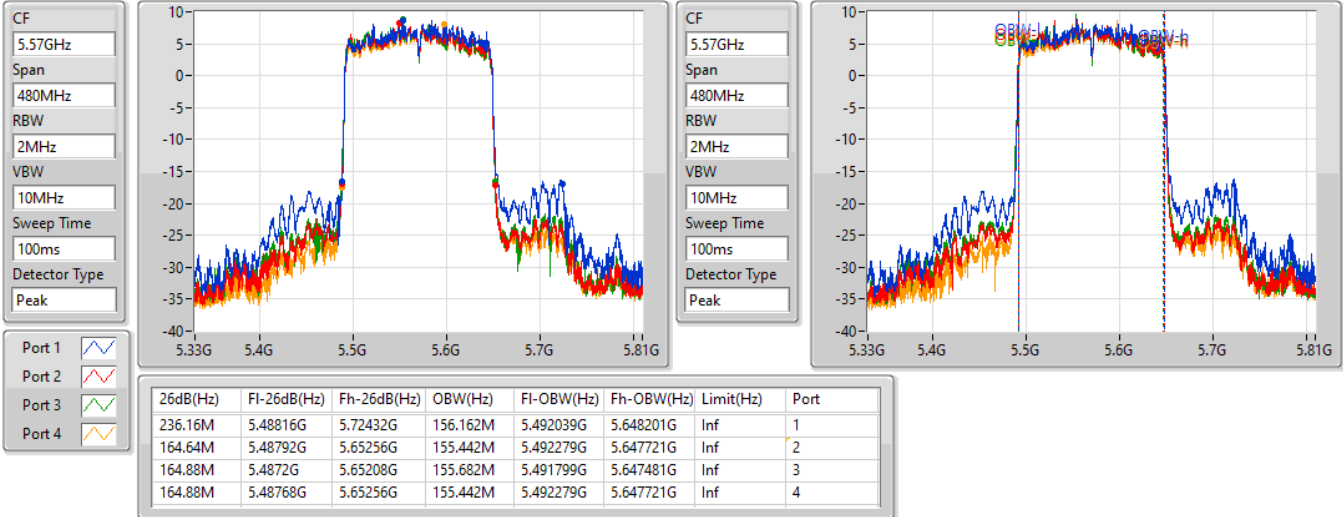 CF
5.57GHz
Span
480MHz
RBW
2MHz
VBW
10MHz
Sweep Time
100ms
Detector Type
Peak
Port 1
Port 2
Port 3
Port 4
10
5
0
-5
-10
-15
-20
-25
-30
-35
-40
5.33G 5.4G 5.5G 5.6G 5.7G 5.81G
CF
5.57GHz
Span
480MHz
RBW
2MHz
VBW
10MHz
Sweep Time
100ms
Detector Type
Peak
10
5
0
-5
-10
-15
-20
-25
-30
-35
-40
5.33G 5.4G 5.5G 5.6G 5.7G 5.81G
26dB(Hz) Fl-26dB(Hz) Fh-26dB(Hz) OBW(Hz) Fl-OBW(Hz) Fh-OBW(Hz) Limit(Hz) Port
236.16M 5.48816G 5.72432G 156.162M 5.492039G 5.648201G Inf 1
164.64M 5.48792G 5.65256G 155.442M 5.492279G 5.647721G Inf 2
164.88M 5.4872G 5.65208G 155.682M 5.491799G 5.647481G Inf 3
164.88M 5.48768G 5.65256G 155.442M 5.492279G 5.647721G Inf 4